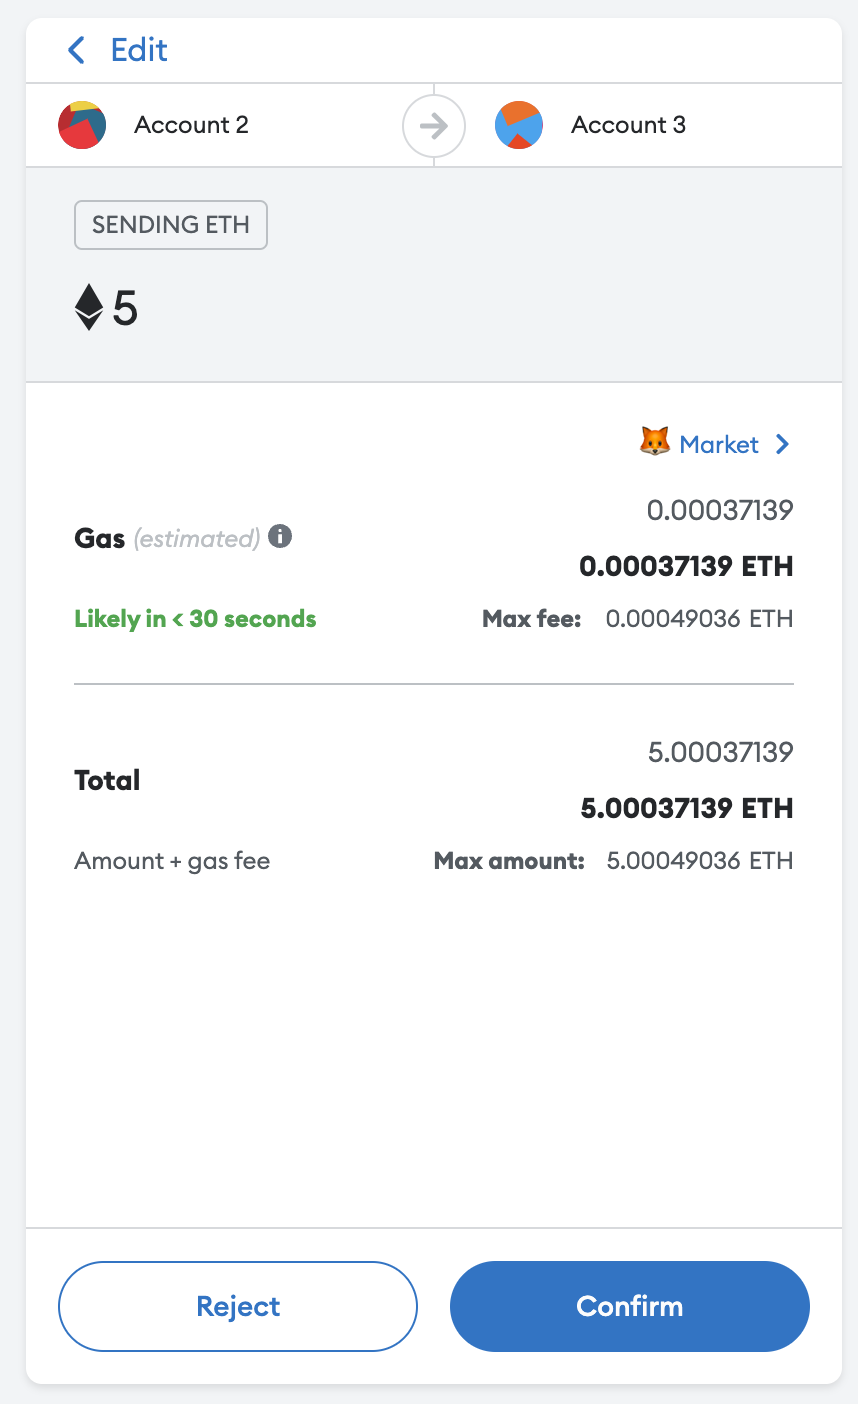 Edit
Account 2
Account 3
SENDING ETH
5
Market
0.00037139
Gas (estimated)
0.00037139 ETH
Likely in < 30 seconds
Max fee: 0.00049036 ETH
5.00037139
Total
5.00037139 ETH
Amount + gas fee
Max amount: 5.00049036 ETH
Reject
Confirm